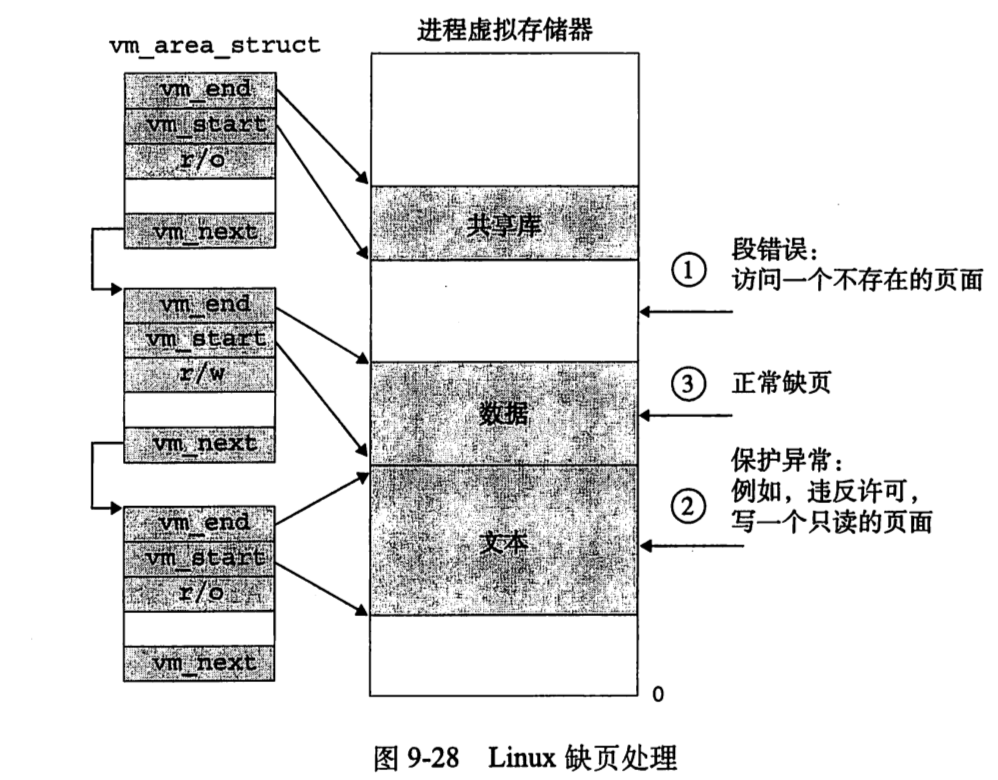 进程虚拟存储器
vm_area_struct
vm_end
vm_start
r/o
vm_next
vm_end
vm_start
r/w
vm_next
vm_end
vm_start
r/o
vm_next
共享库
数据
文本
0
① 段错误：
访问一个不存在的页面
③ 正常缺页
保护异常：
② 例如，违反许可，
写一个只读的页面
图 9-28 Linux 缺页处理